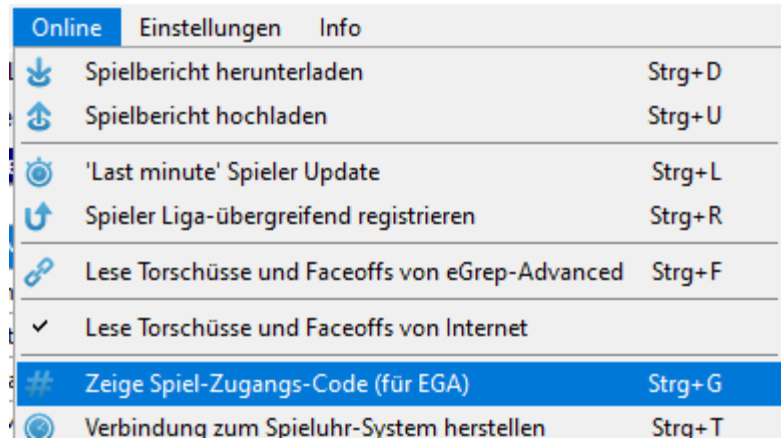 Online Einstellungen Info
Spielbericht herunterladen Strg+D
Spielbericht hochladen Strg+U
'Last minute' Spieler Update Strg+L
Spieler Liga-übergreifend registrieren Strg+R
Lese Torschüsse und Faceoffs von eGrep-Advanced Strg+F
Lese Torschüsse und Faceoffs von Internet
Zeige Spiel-Zugangs-Code (für EGA) Strg+G
Verbindung zum Spieluhr-System herstellen Strg+T